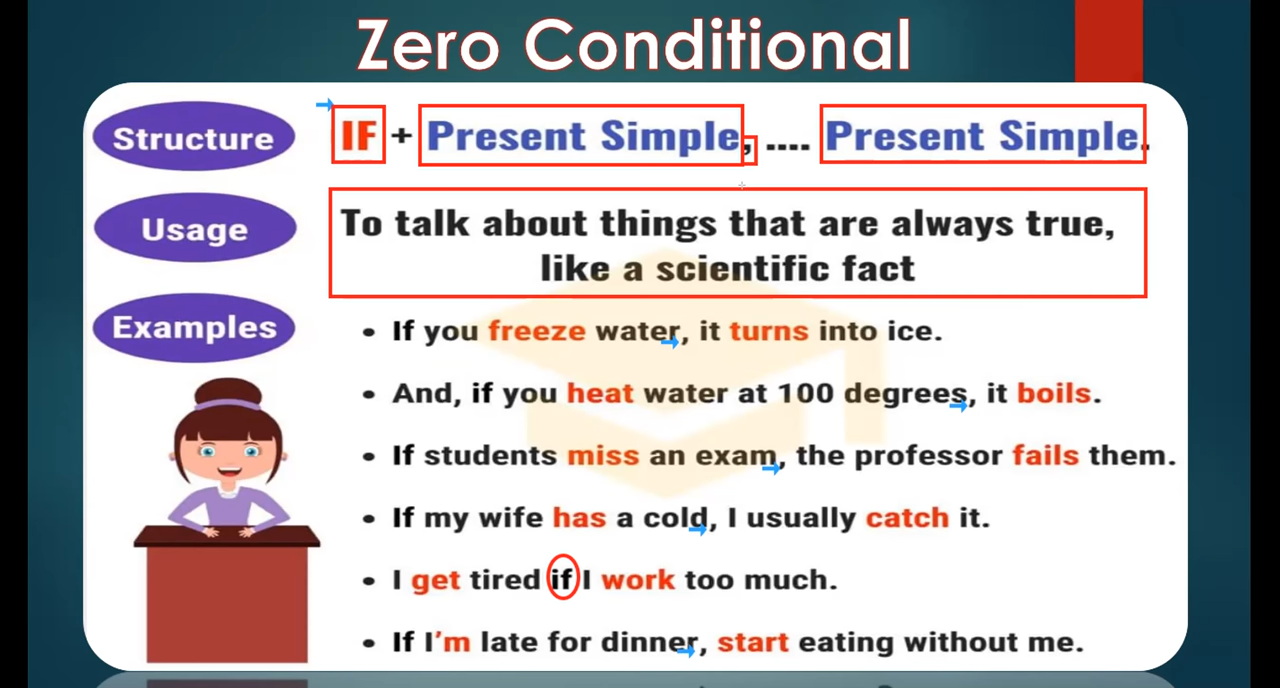 Zero Conditional
Structure
IF + Present Simple, .... Present Simple.
Usage
To talk about things that are always true,
like a scientific fact
Examples
• If you freeze water, it turns into ice.
• And, if you heat water at 100 degrees, it boils.
• If students miss an exam, the professor fails them.
• If my wife has a cold, I usually catch it.
• I get tired if I work too much.
• If I'm late for dinner, start eating without me.